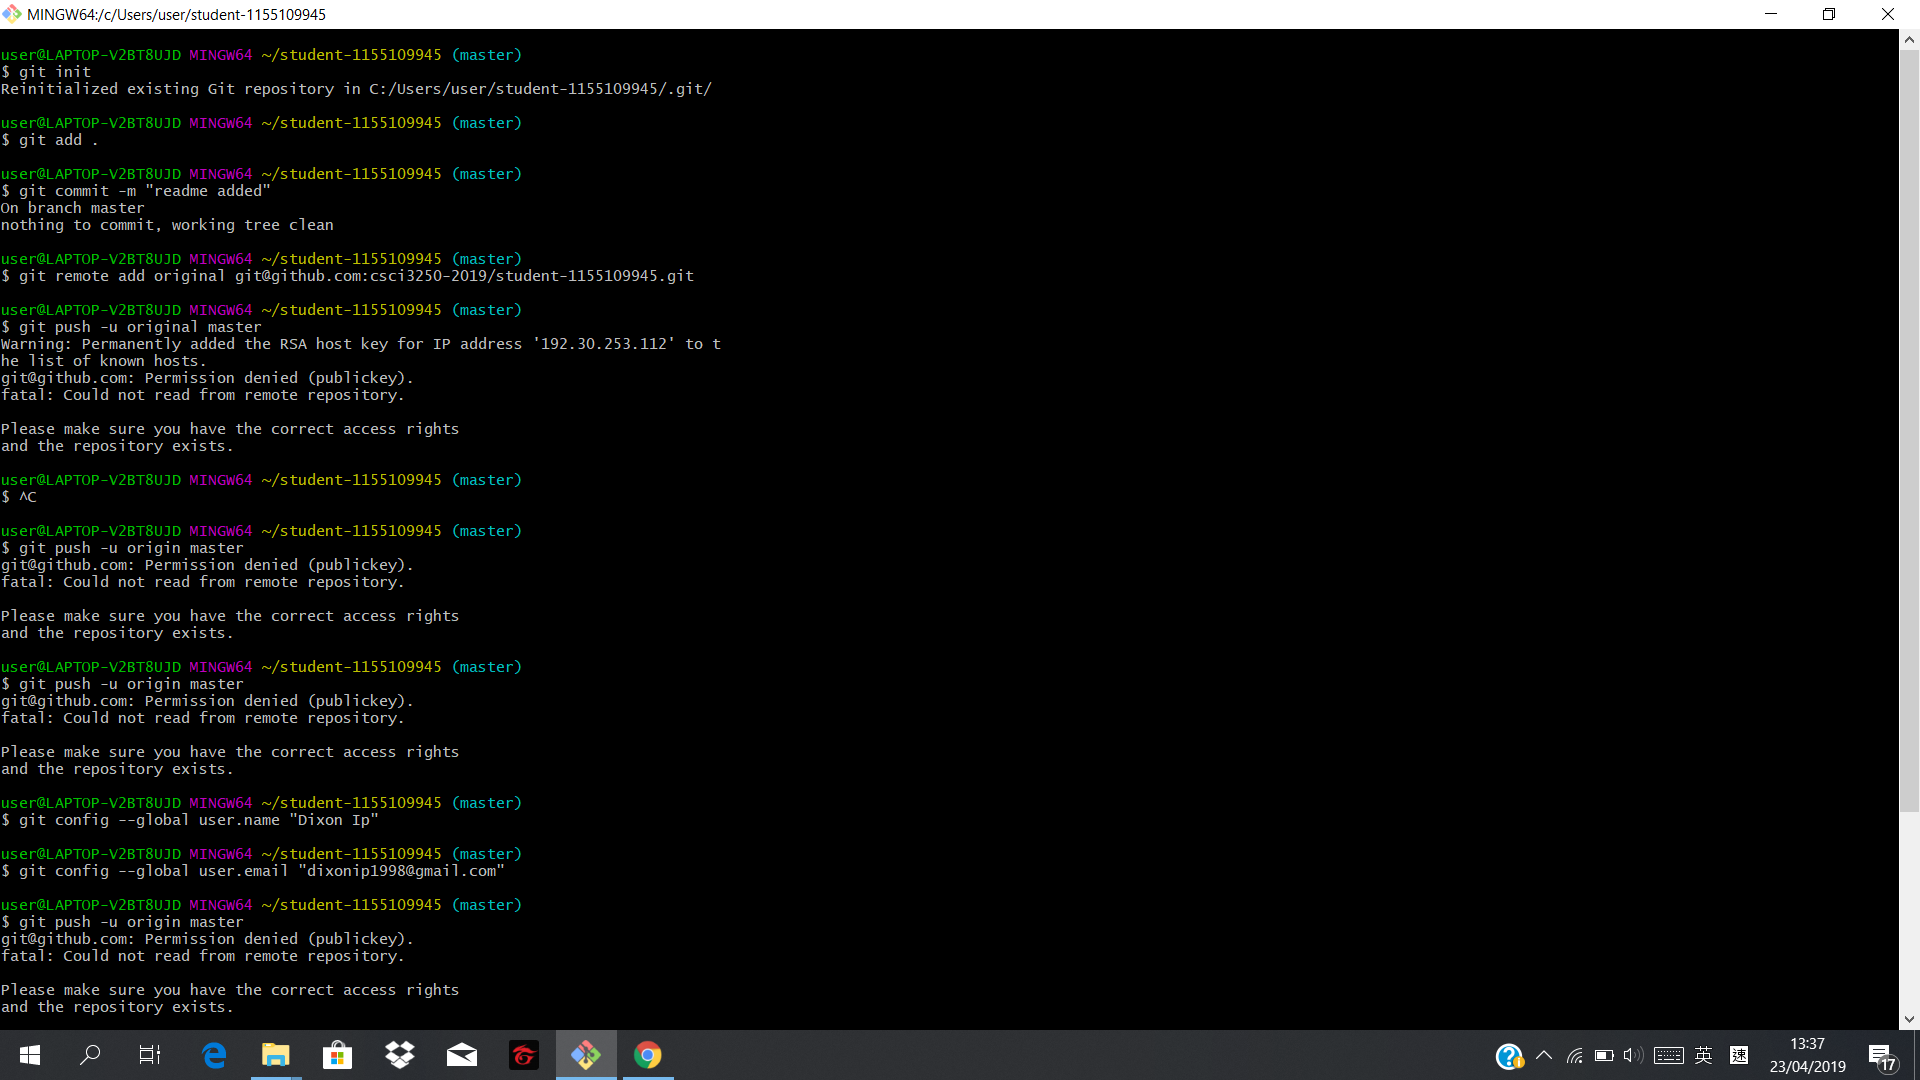 MINGW64:/c/Users/user/student-1155109945
user@LAPTOP-V2BT8UJD MINGW64 ~/student-1155109945 (master)
$ git init
Reinitialized existing Git repository in C:/Users/user/student-1155109945/.git/
user@LAPTOP-V2BT8UJD MINGW64 ~/student-1155109945 (master)
$ git add .
user@LAPTOP-V2BT8UJD MINGW64 ~/student-1155109945 (master)
$ git commit -m "readme added"
On branch master
nothing to commit, working tree clean
user@LAPTOP-V2BT8UJD MINGW64 ~/student-1155109945 (master)
$ git remote add original git@github.com:csci3250-2019/student-1155109945.git
user@LAPTOP-V2BT8UJD MINGW64 ~/student-1155109945 (master)
$ git push -u original master
Warning: Permanently added the RSA host key for IP address '192.30.253.112' to t
he list of known hosts.
git@github.com: Permission denied (publickey).
fatal: Could not read from remote repository.
Please make sure you have the correct access rights
and the repository exists.
user@LAPTOP-V2BT8UJD MINGW64 ~/student-1155109945 (master)
$ ^C
user@LAPTOP-V2BT8UJD MINGW64 ~/student-1155109945 (master)
$ git push -u origin master
git@github.com: Permission denied (publickey).
fatal: Could not read from remote repository.
Please make sure you have the correct access rights
and the repository exists.
user@LAPTOP-V2BT8UJD MINGW64 ~/student-1155109945 (master)
$ git push -u origin master
git@github.com: Permission denied (publickey).
fatal: Could not read from remote repository.
Please make sure you have the correct access rights
and the repository exists.
user@LAPTOP-V2BT8UJD MINGW64 ~/student-1155109945 (master)
$ git config --global user.name "Dixon Ip"
user@LAPTOP-V2BT8UJD MINGW64 ~/student-1155109945 (master)
$ git config --global user.email "dixonip1998@gmail.com"
user@LAPTOP-V2BT8UJD MINGW64 ~/student-1155109945 (master)
$ git push -u origin master
git@github.com: Permission denied (publickey).
fatal: Could not read from remote repository.
Please make sure you have the correct access rights
and the repository exists.
英 速 13:37
23/04/2019
17